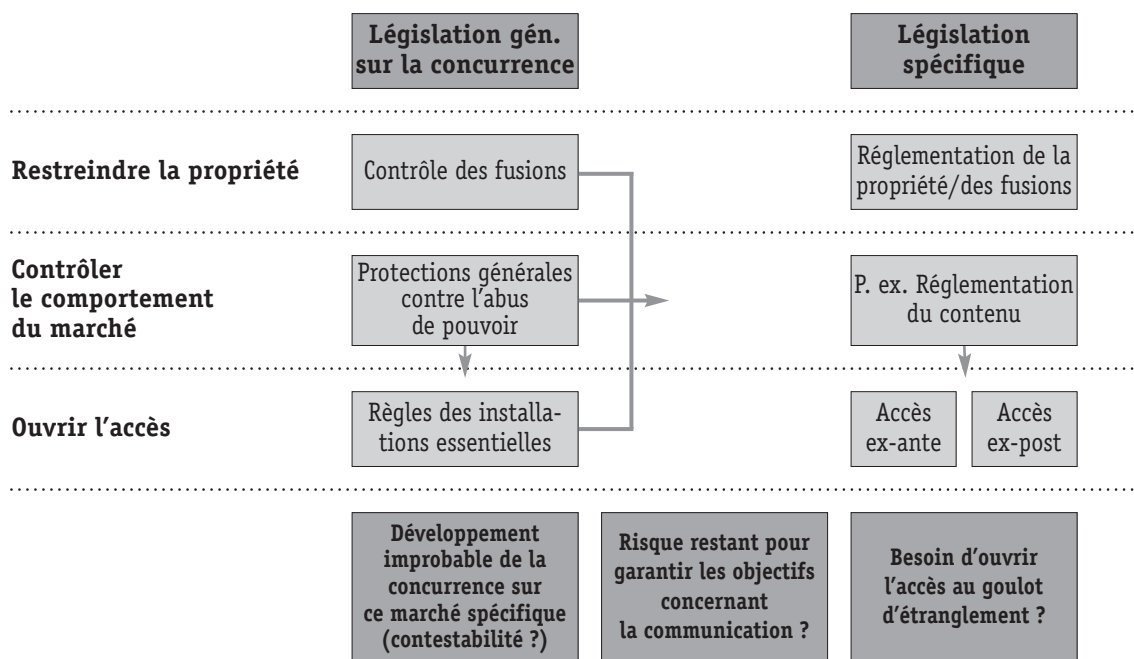 Législation gén.
sur la concurrence
Législation
spécifique
Restreindre la propriété
Contrôle des fusions
Réglementation de la
propriété/des fusions
Contrôler
le comportement
du marché
Protections générales
contre l'abus
de pouvoir
P. ex. Réglementation
du contenu
Ouvrir l'accès
Règles des installa-
tions essentielles
Accès
ex-ante
Accès
ex-post
Développement
improbable de la
concurrence sur
ce marché spécifique
(contestabilité ?)
Risque restant pour
garantir les objectifs
concernant
la communication ?
Besoin d'ouvrir
l'accès au goulot
d'étranglement ?